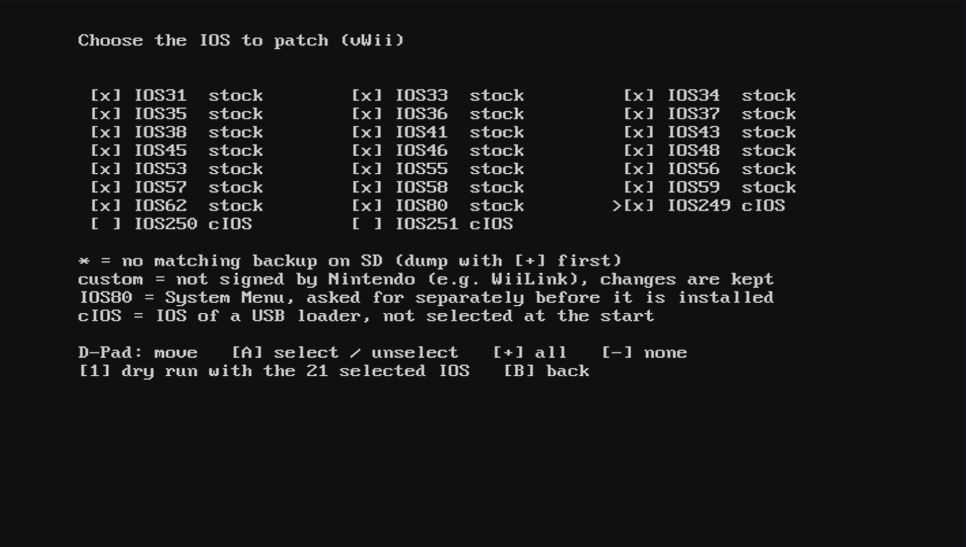 Choose the IOS to patch (vWii)
[x] IOS31 stock [x] IOS33 stock [x] IOS34 stock
[x] IOS35 stock [x] IOS36 stock [x] IOS37 stock
[x] IOS38 stock [x] IOS41 stock [x] IOS43 stock
[x] IOS45 stock [x] IOS46 stock [x] IOS48 stock
[x] IOS53 stock [x] IOS55 stock [x] IOS56 stock
[x] IOS57 stock [x] IOS58 stock [x] IOS59 stock
[x] IOS62 stock [x] IOS80 stock >[x] IOS249 cIOS
[ ] IOS250 cIOS [ ] IOS251 cIOS
* = no matching backup on SD (dump with [+] first)
custom = not signed by Nintendo (e.g. WiiLink), changes are kept
IOS80 = System Menu, asked for separately before it is installed
cIOS = IOS of a USB loader, not selected at the start
D-Pad: move [A] select / unselect [+] all [-] none
[1] dry run with the 21 selected IOS [B] back